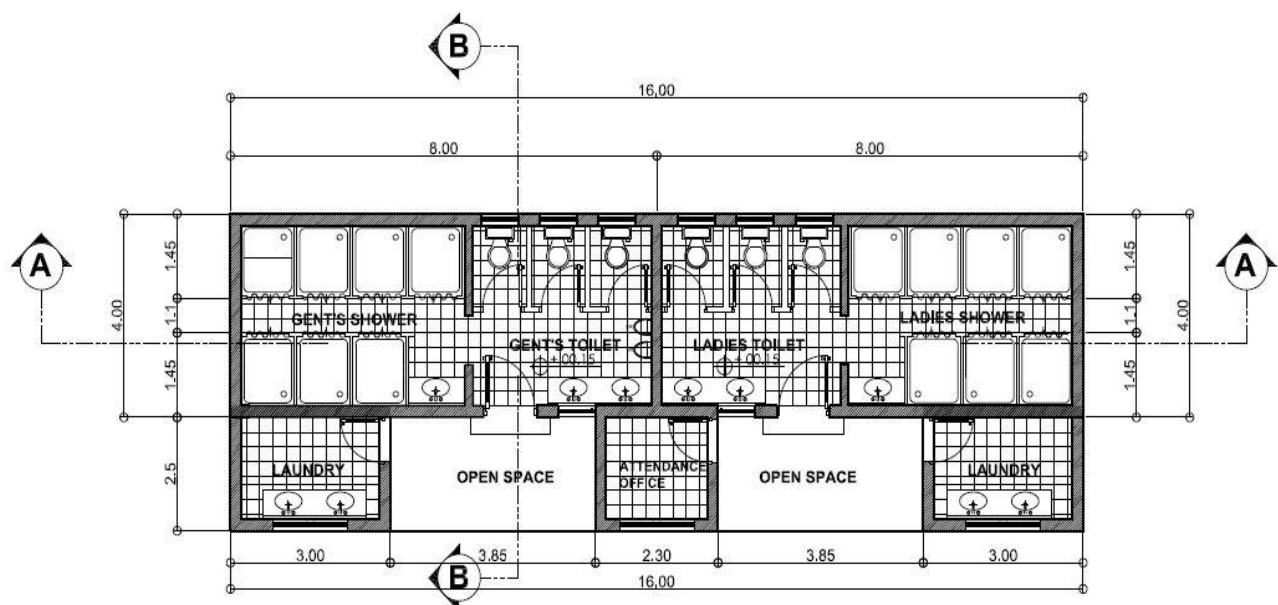 B
16,00
8.00
8.00
A
4.00
1.45
1.1
1.45
GENT'S SHOWER
GENT'S TOILET
+ 00.15
LADIES TOILET
+ 00.15
LADIES SHOWER
1.45
1.1
1.45
4.00
A
2.5
LAUNDRY
OPEN SPACE
ATTENDANCE
OFFICE
OPEN SPACE
LAUNDRY
3.00
3.85
2.30
3.85
3.00
B
16,00